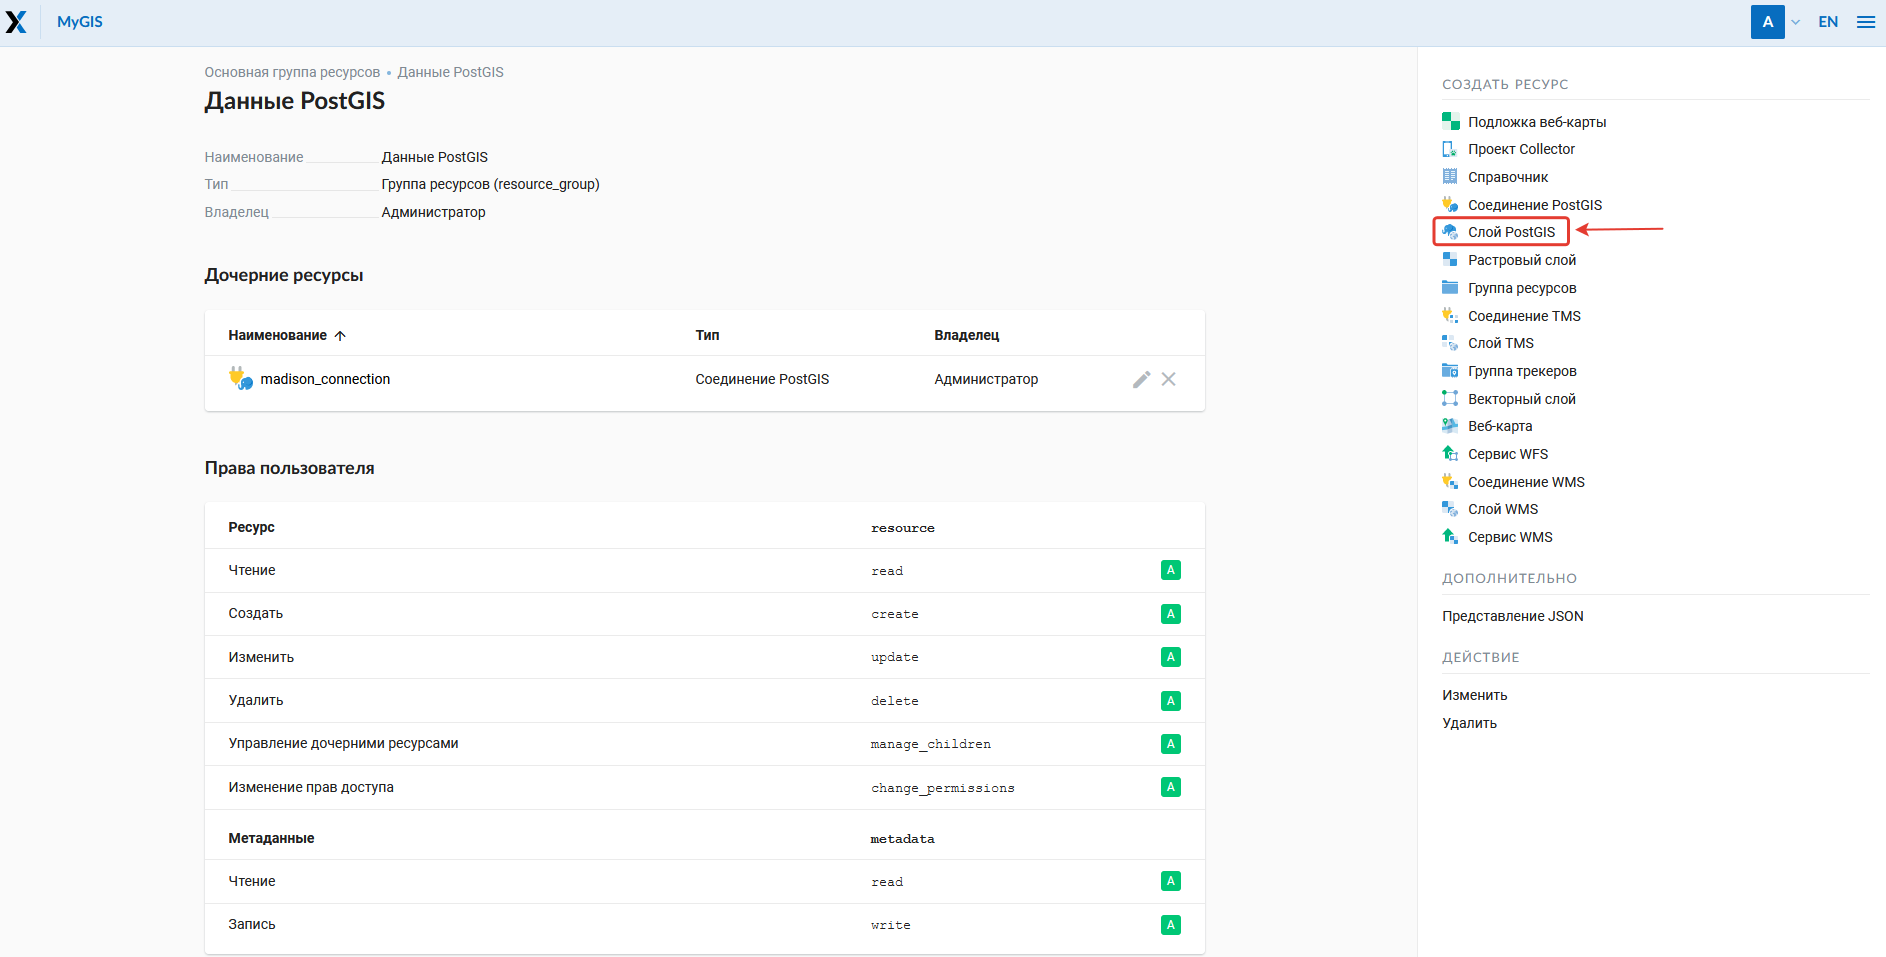 MyGIS
A
EN
Основная группа ресурсов • Данные PostGIS
Данные PostGIS
Наименование Данные PostGIS
Тип Группа ресурсов (resource_group)
Владелец Администратор
Дочерние ресурсы
Наименование ↑ Тип Владелец
madison_connection Соединение PostGIS Администратор
Права пользователя
Ресурс resource
Чтение read A
Создать create A
Изменить update A
Удалить delete A
Управление дочерними ресурсами manage_children A
Изменение прав доступа change_permissions A
Метаданные metadata
Чтение read A
Запись write A
СОЗДАТЬ РЕСУРС
Подложка веб-карты
Проект Collector
Справочник
Соединение PostGIS
Слой PostGIS
Растровый слой
Группа ресурсов
Соединение TMS
Слой TMS
Группа трекеров
Векторный слой
Веб-карта
Сервис WFS
Соединение WMS
Слой WMS
Сервис WMS
ДОПОЛНИТЕЛЬНО
Представление JSON
ДЕЙСТВИЕ
Изменить
Удалить